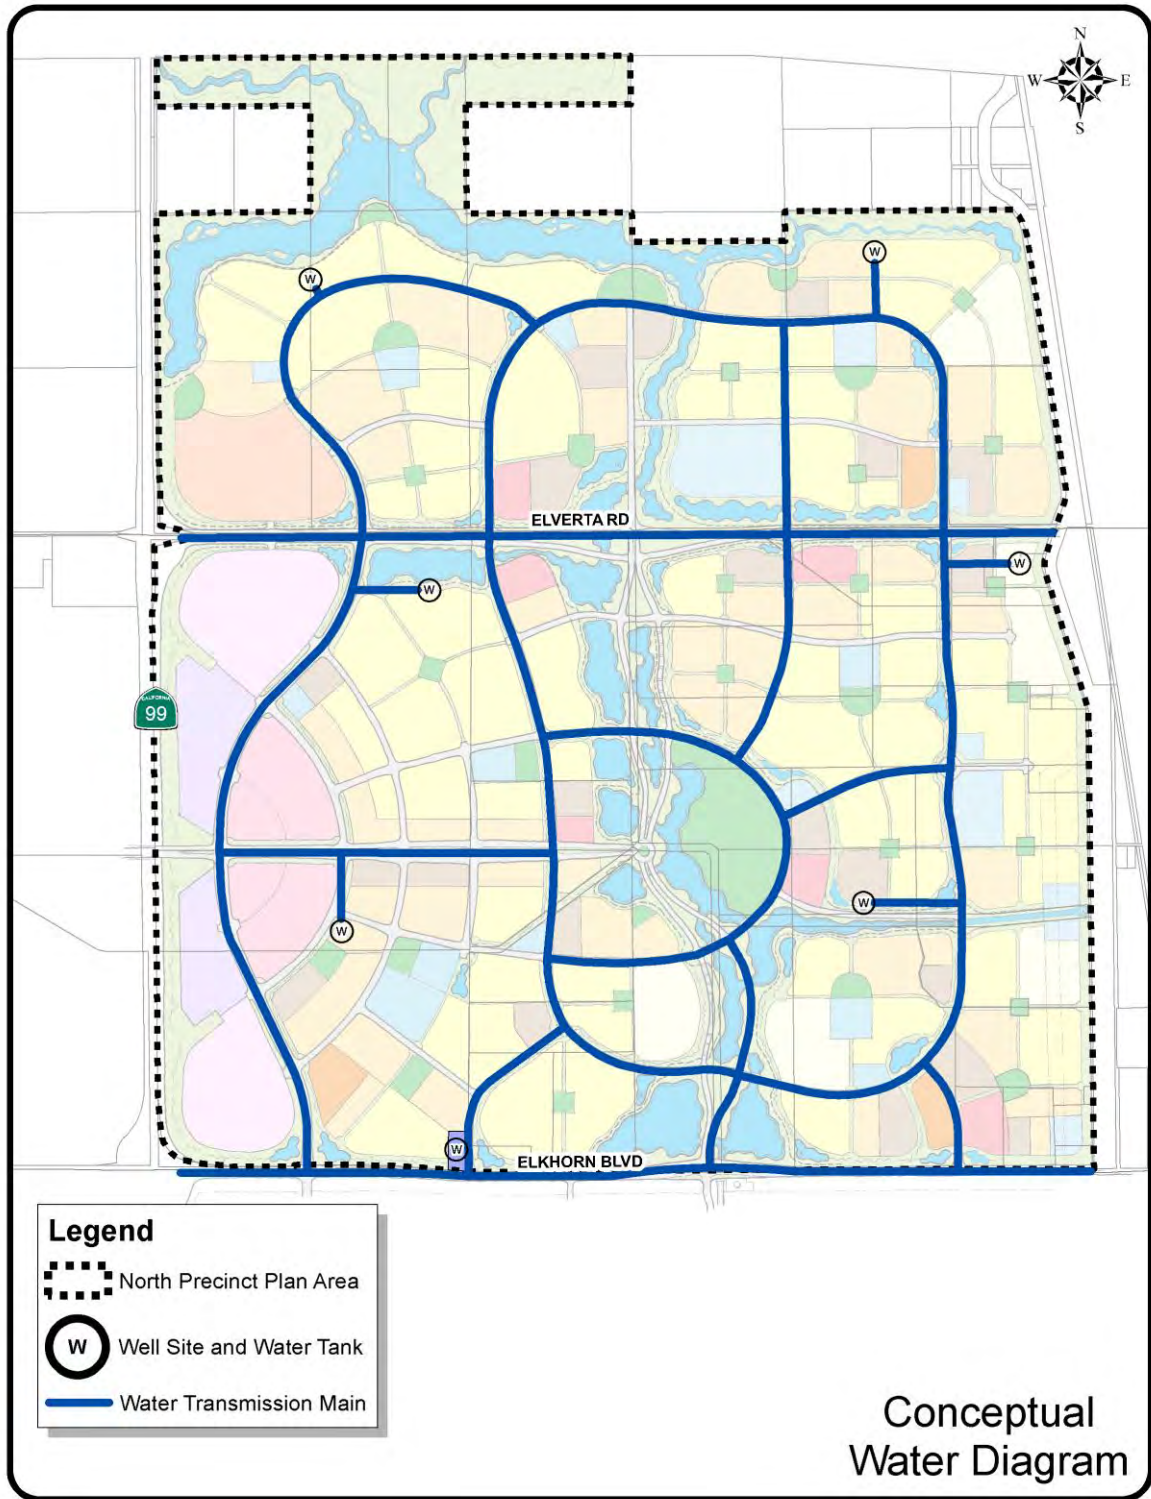 N
W E
S
W
W
ELVERTA RD
W
W
CALIFORNIA
99
W
W
W
ELKHORN BLVD
Legend
North Precinct Plan Area
W Well Site and Water Tank
Water Transmission Main
Conceptual
Water Diagram